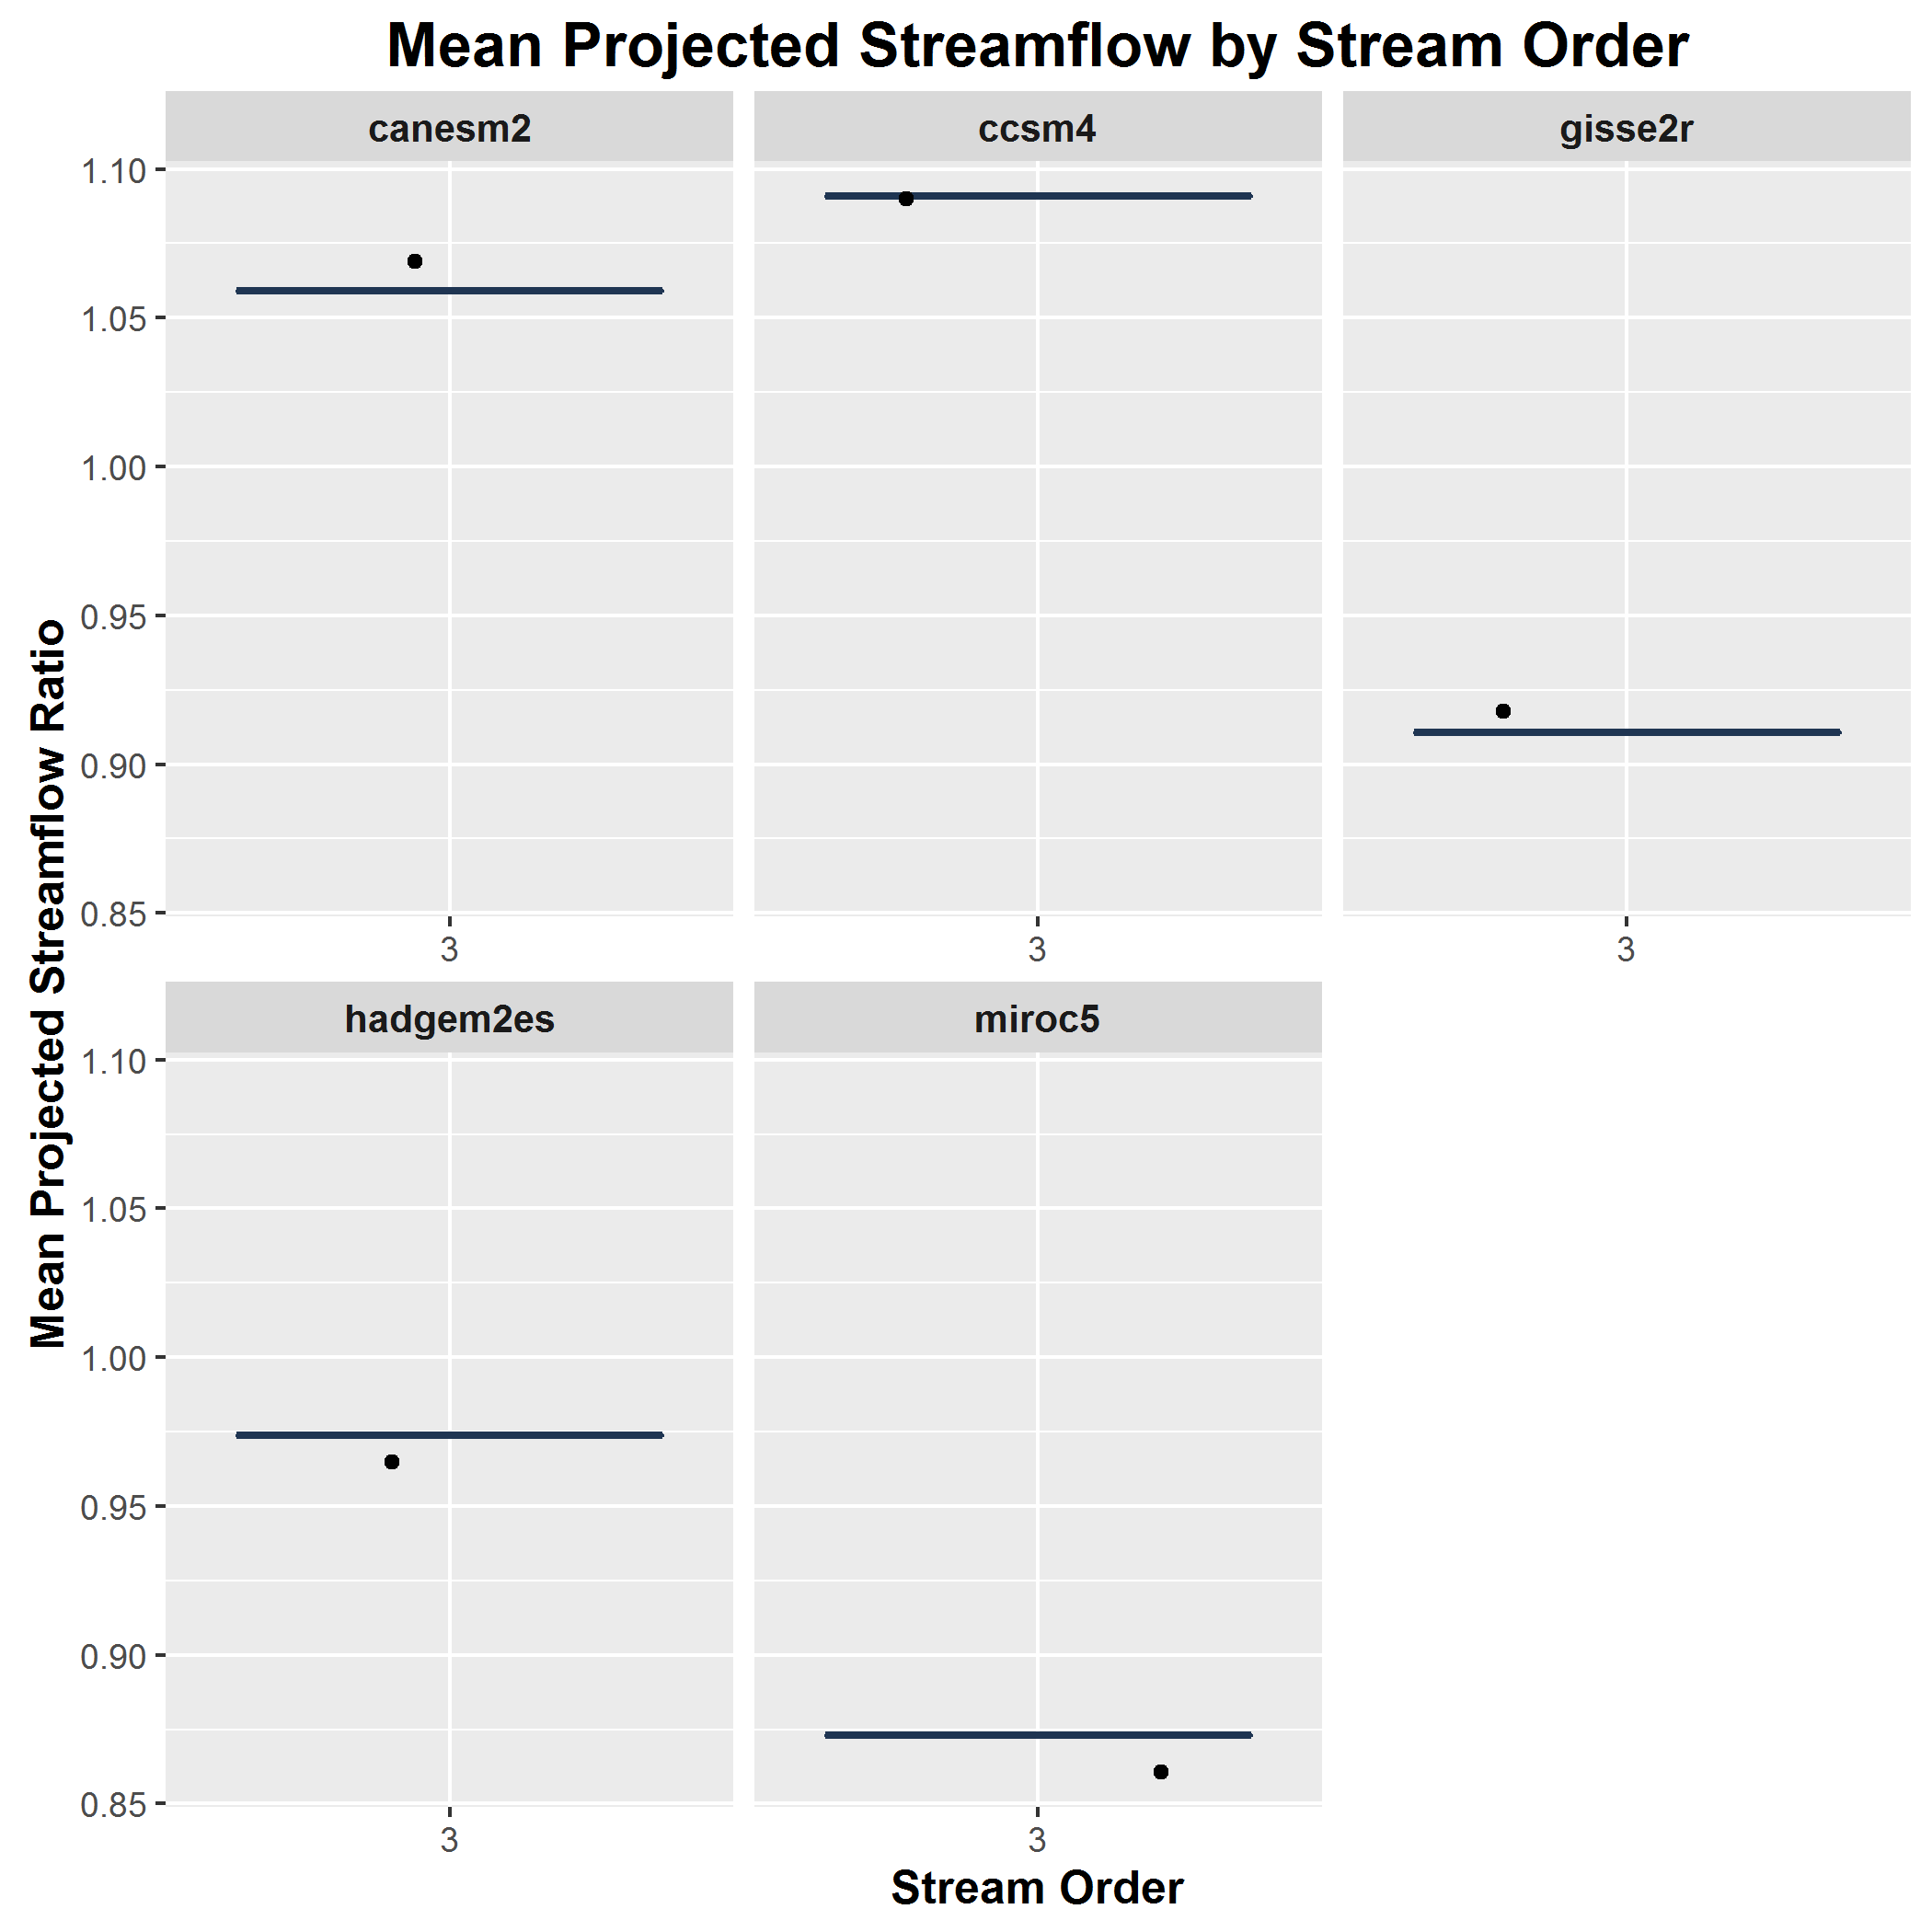 Mean Projected Streamflow by Stream Order
canesm2
ccsm4
gisse2r
1.10
1.05
1.00
0.95
0.90
0.85
3
3
3
Mean Projected Streamflow Ratio
hadgem2es
miroc5
1.10
1.05
1.00
0.95
0.90
0.85
3
3
Stream Order